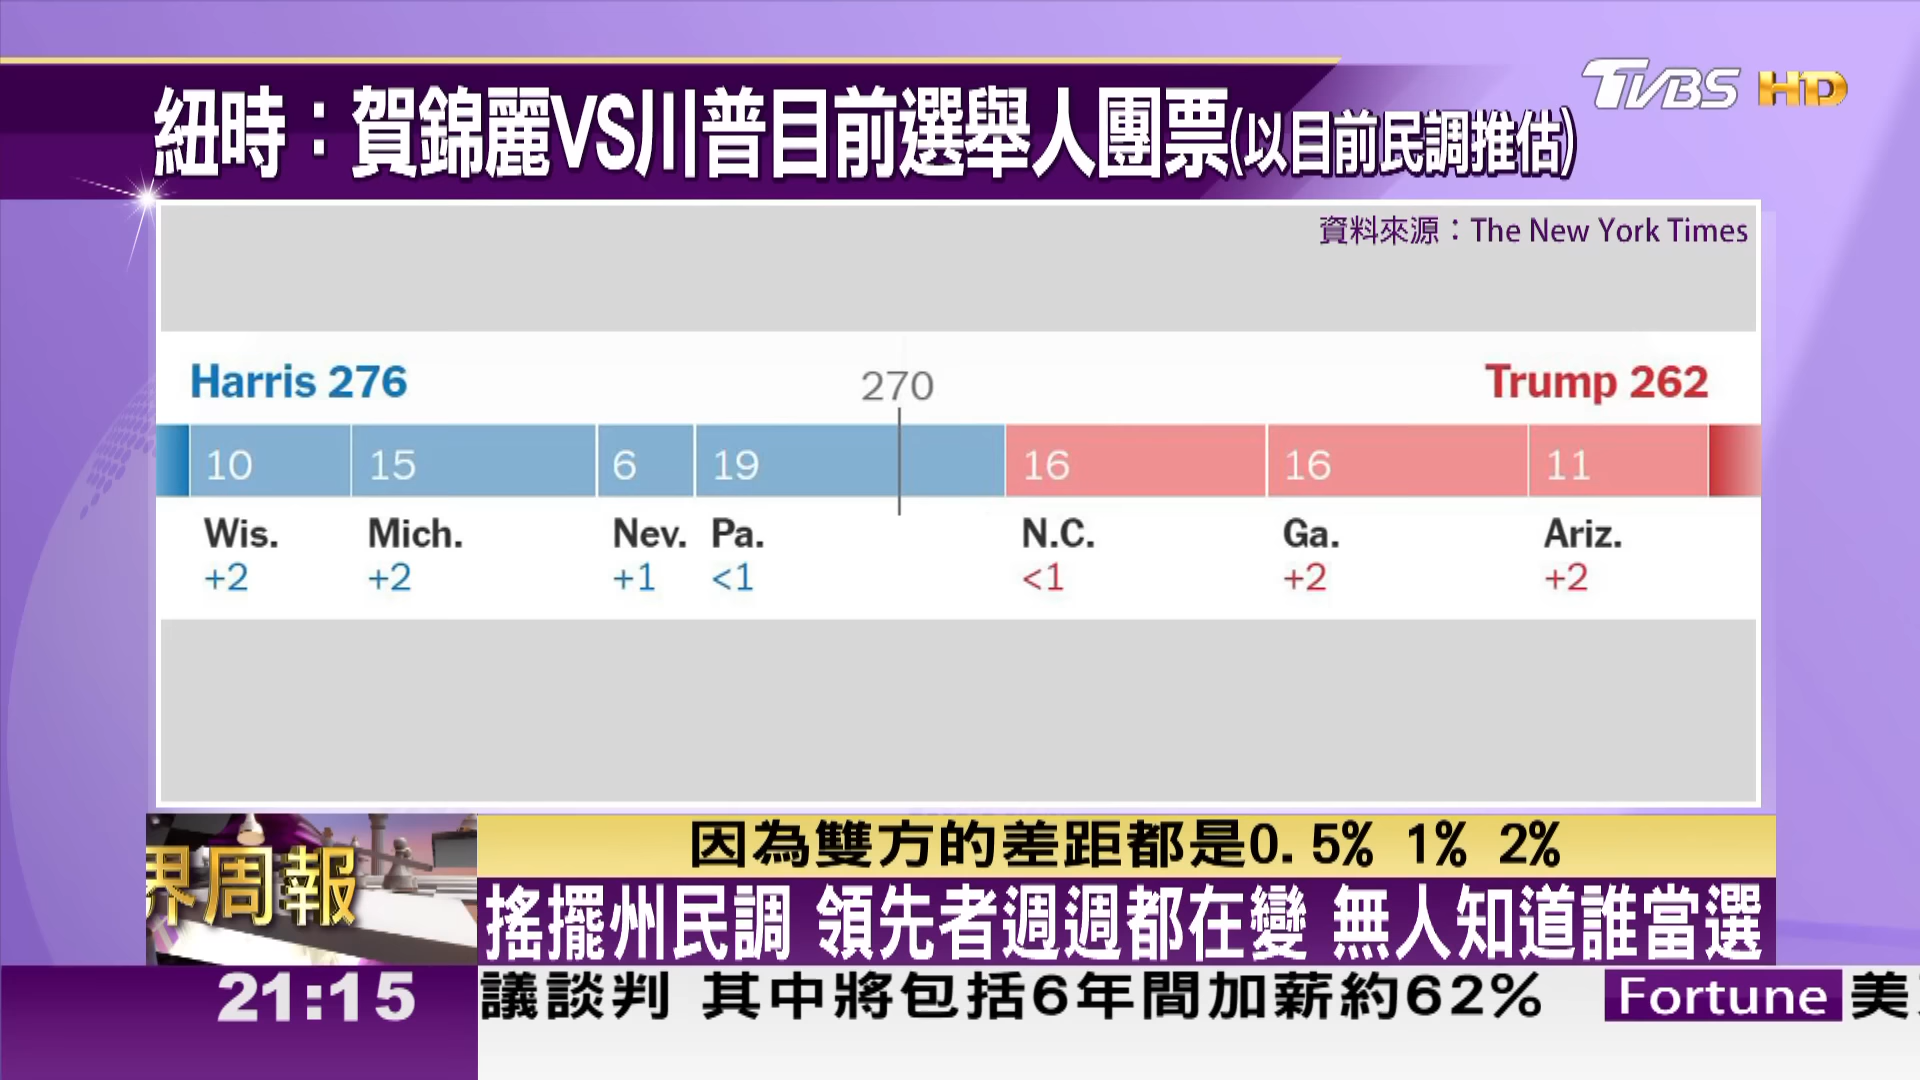 TVBS HD
紐時：賀錦麗VS川普目前選舉人團票(以目前民調推估)
資料來源：The New York Times
Harris 276
270
Trump 262
10 15 6 19 16 16 11
Wis. Mich. Nev. Pa. N.C. Ga. Ariz.
+2 +2 +1 <1 <1 +2 +2
因為雙方的差距都是0.5% 1% 2%
界周報
搖擺州民調 領先者週週都在變 無人知道誰當選
21:15
議談判 其中將包括6年間加薪約62% Fortune 美